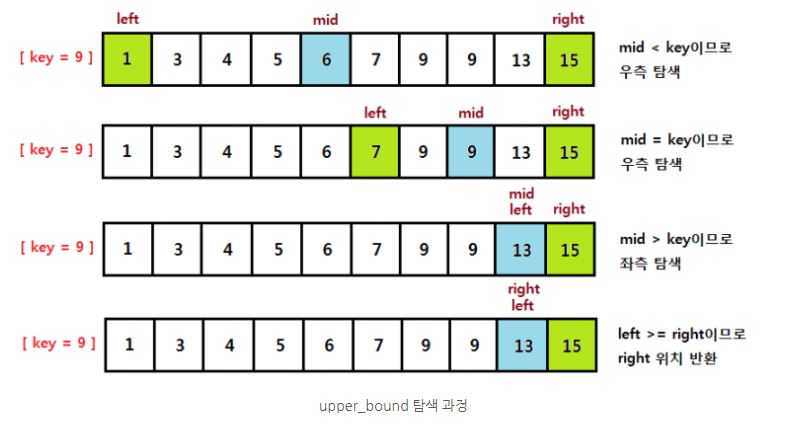 left mid right
[ key = 9 ] 1 3 4 5 6 7 9 9 13 15 mid < key이므로
우측 탐색
left mid right
[ key = 9 ] 1 3 4 5 6 7 9 9 13 15 mid = key이므로
우측 탐색
mid
left right
[ key = 9 ] 1 3 4 5 6 7 9 9 13 15 mid > key이므로
좌측 탐색
right
left
[ key = 9 ] 1 3 4 5 6 7 9 9 13 15 left >= right이므로
right 위치 반환
upper_bound 탐색 과정